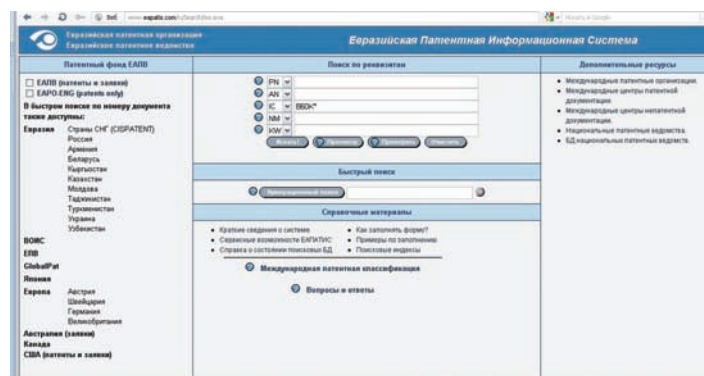 www.eapatis.com
Искать в Google
Евразийская патентная организация
Евразийское патентное ведомство
Евразийская Патентная Информационная Система
Патентный фонд ЕАПВ
ЕАПВ (патенты и заявки)
EAPO-ENG (patents only)
В быстром поиске по номеру документа
также доступны:
Евразия
Страны СНГ (CISPATENT)
Россия
Армения
Беларусь
Кыргызстан
Казахстан
Молдова
Таджикистан
Туркменистан
Украина
Узбекистан
ВОИС
ЕПВ
GlobalPat
Япония
Европа
Австрия
Швейцария
Германия
Великобритания
Австралия (заявки)
Канада
США (патенты и заявки)
Поиск по реквизитам
PN
AN
IC B60K*
NM
KW
Просмотр
Очистить
Быстрый поиск
Справочные материалы
Краткие сведения о системе
Сервисные возможности ЕАПАТИС
Справка о состоянии поисковых БД
Как заполнять форму?
Примеры по заполнению
Поисковые индексы
Международная патентная классификация
Вопросы и ответы
Дополнительные ресурсы
Международные патентные организации.
Международные центры патентной
документации.
Международные центры непатентной
документации.
Национальные патентные ведомства.
БД национальных патентных ведомств.